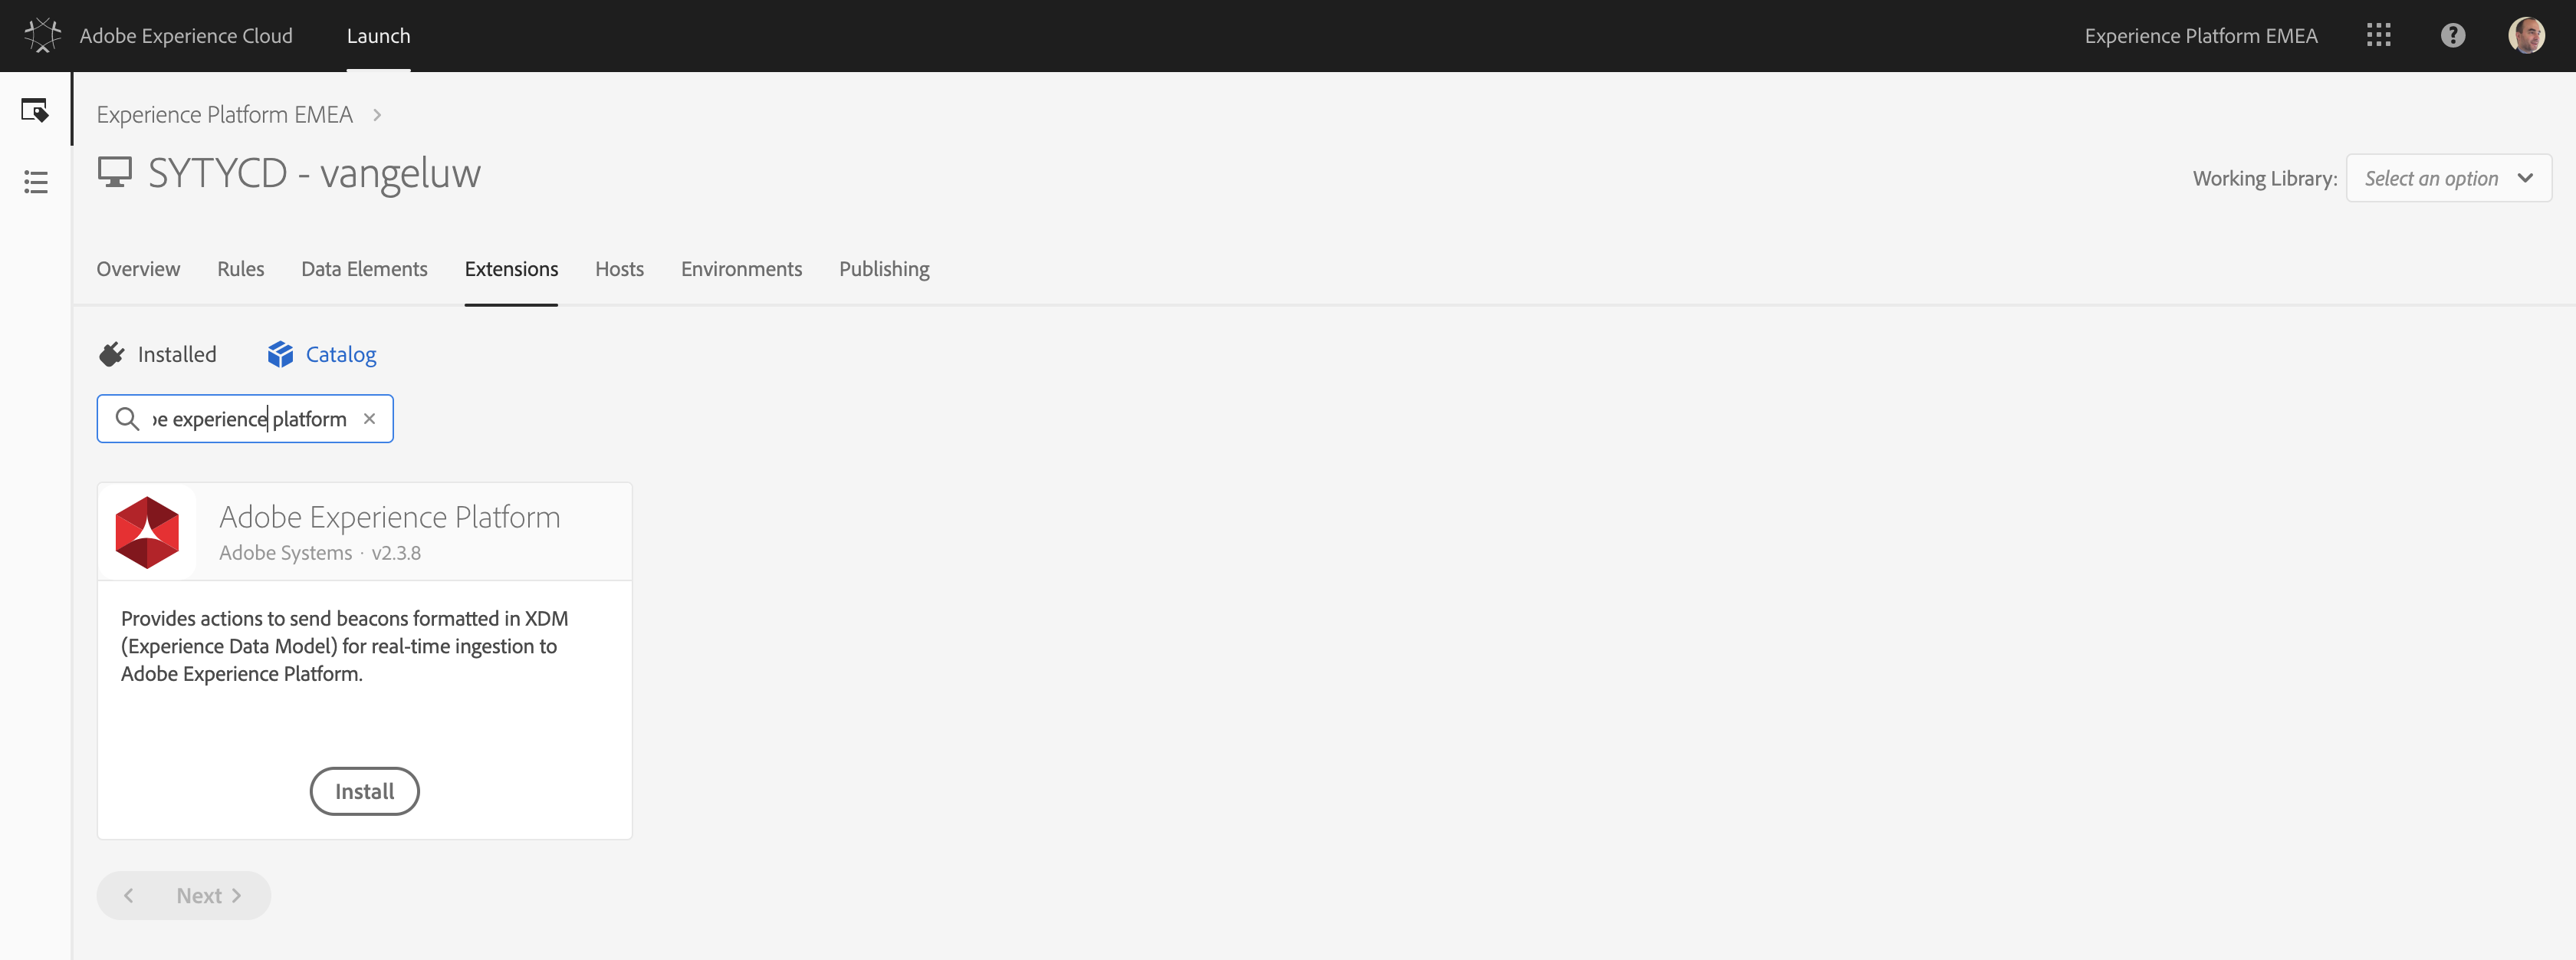 Adobe Experience Cloud Launch Experience Platform EMEA
Experience Platform EMEA
SYTYCD - vangeluw
Working Library: Select an option
Overview Rules Data Elements Extensions Hosts Environments Publishing
Installed Catalog
be experience platform
Adobe Experience Platform
Adobe Systems · v2.3.8
Provides actions to send beacons formatted in XDM
(Experience Data Model) for real-time ingestion to
Adobe Experience Platform.
Install
Next